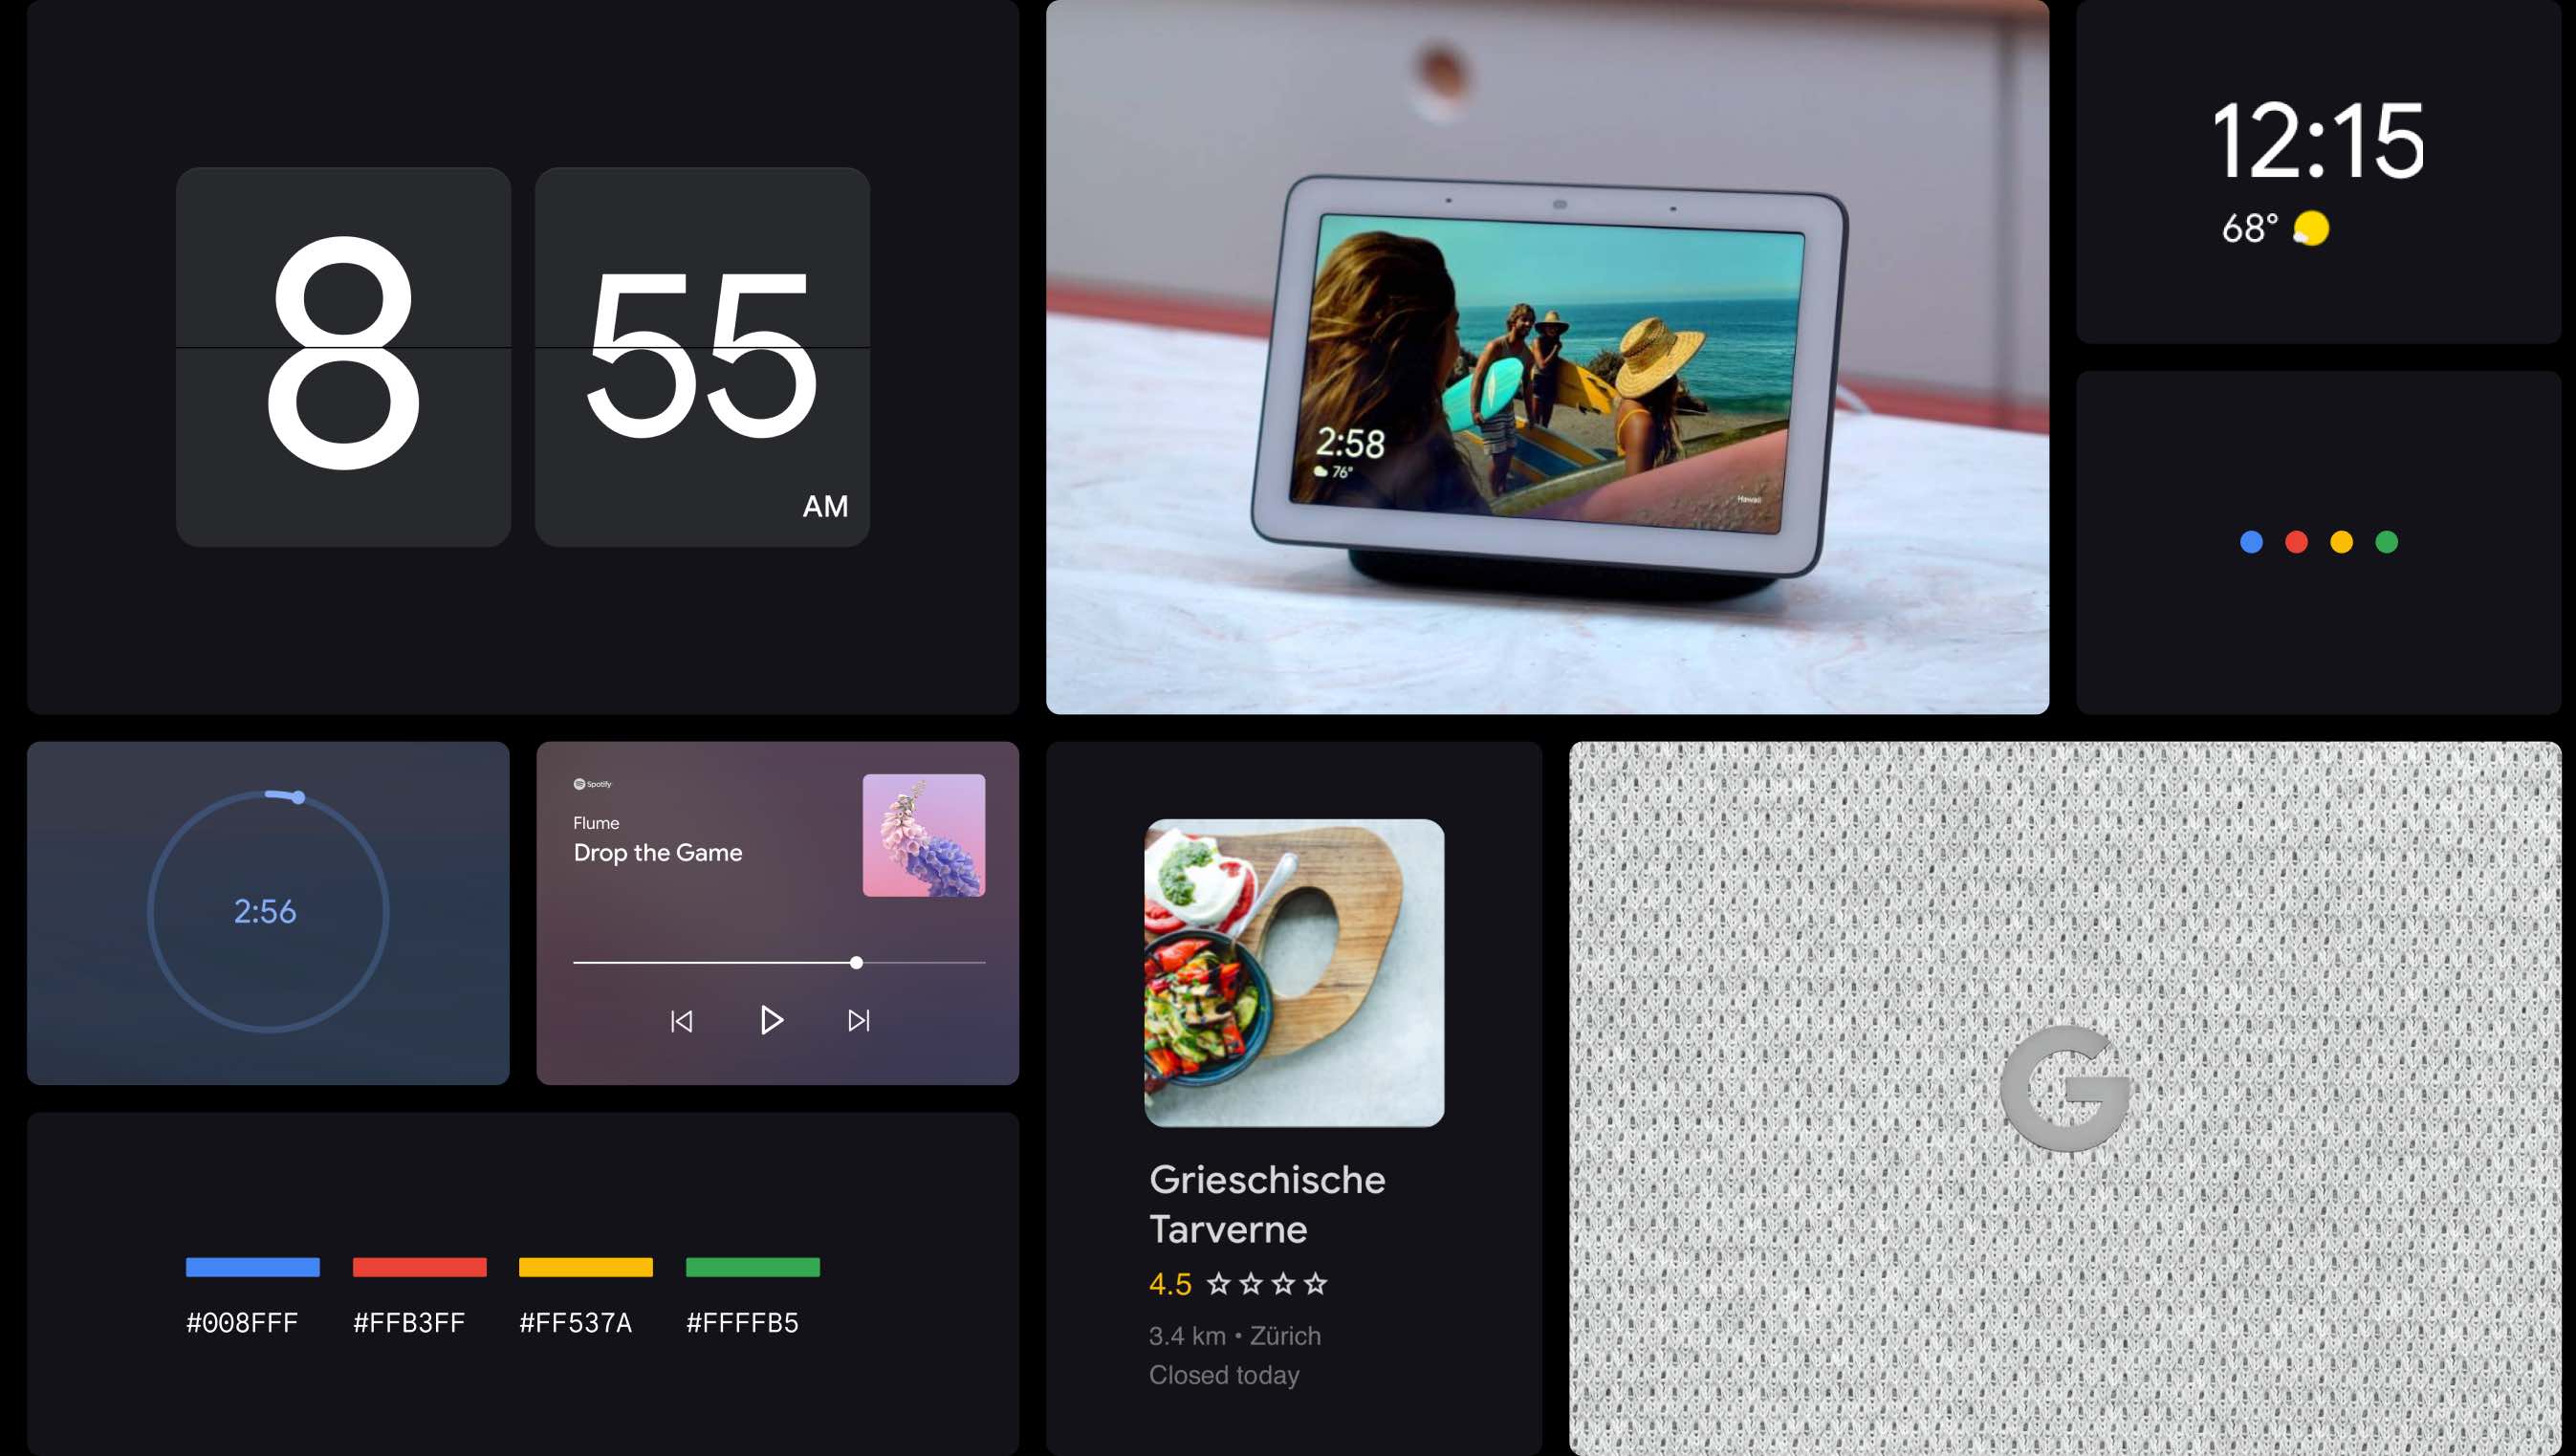 8 55
AM
2:58
76°
Hawaii
12:15
68°
2:56
Spotify
Flume
Drop the Game
#008FFF #FFB3FF #FF537A #FFFFB5
Grieschische
Tarverne
4.5
3.4 km • Zürich
Closed today
G